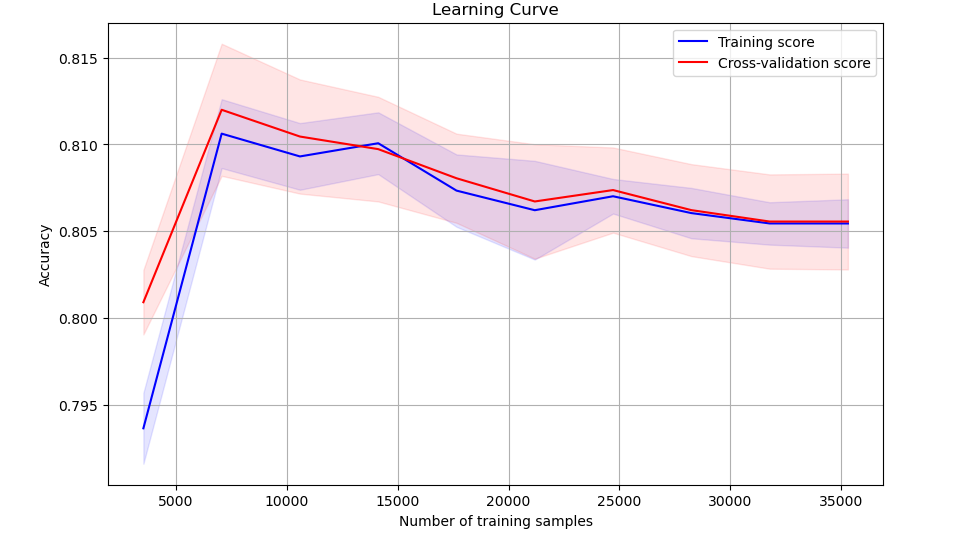 Learning Curve
Training score
Cross-validation score
0.815
0.810
0.805
0.800
0.795
Accuracy
5000 10000 15000 20000 25000 30000 35000
Number of training samples